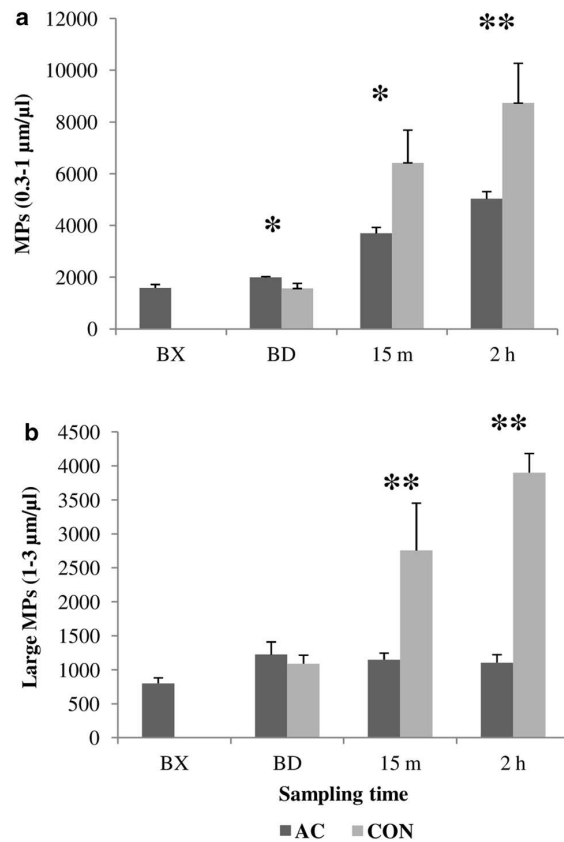 a
MPs (0.3-1 µm/µl)
12000
10000
8000
6000
4000
2000
0
*
*
**
BX BD 15 m 2 h
b
Large MPs (1-3 µm/µl)
4500
4000
3500
3000
2500
2000
1500
1000
500
0
**
**
BX BD 15 m 2 h
Sampling time
AC CON